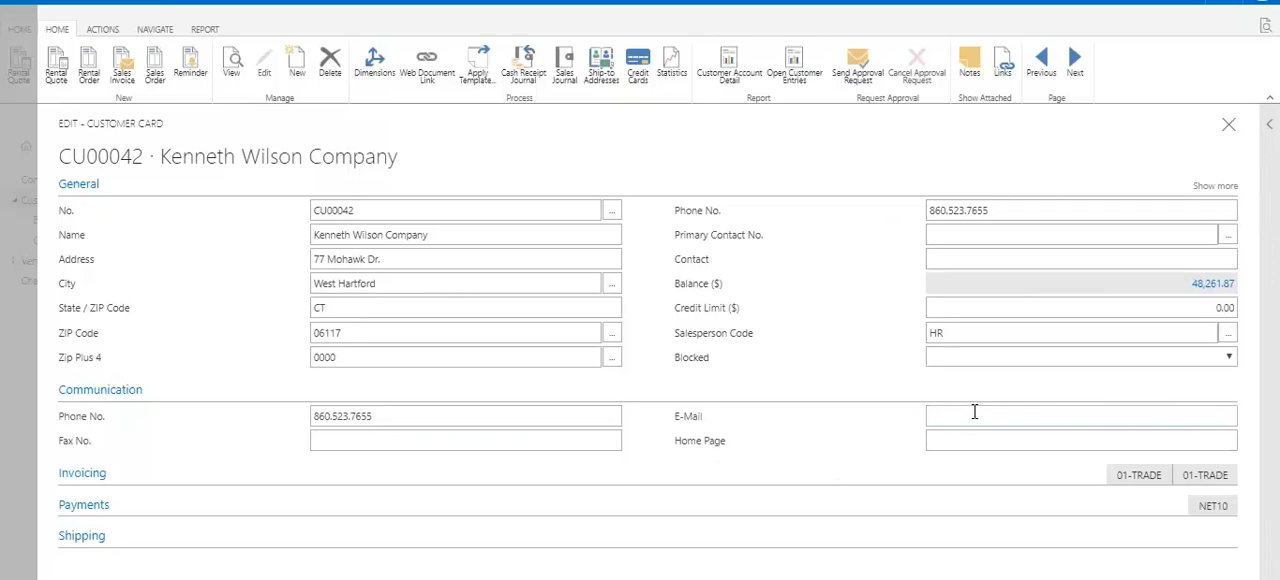 HOME HOME ACTIONS NAVIGATE REPORT
Rental Quote
Rental Quote
Rental Order
Sales Invoice
Sales Order
Reminder
New
View
Edit
New
Delete
Manage
Dimensions
Web Document Link
Apply Template...
Cash Receipt Journal
Sales Journal
Ship-to Addresses
Credit Cards
Statistics
Process
Customer Account Detail
Open Customer Entries
Report
Send Approval Request
Cancel Approval Request
Request Approval
Notes
Links
Show Attached
Previous
Next
Page
EDIT - CUSTOMER CARD
CU00042 · Kenneth Wilson Company
General
Show more
No. CU00042 ...
Phone No. 860.523.7655
Name Kenneth Wilson Company
Primary Contact No. ...
Address 77 Mohawk Dr.
Contact
City West Hartford ...
Balance ($) 48,261.87
State / ZIP Code CT
Credit Limit ($) 0.00
ZIP Code 06117 ...
Salesperson Code HR ...
Zip Plus 4 0000 ...
Blocked
Communication
Phone No. 860.523.7655
E-Mail
Fax No.
Home Page
Invoicing 01-TRADE 01-TRADE
Payments NET10
Shipping